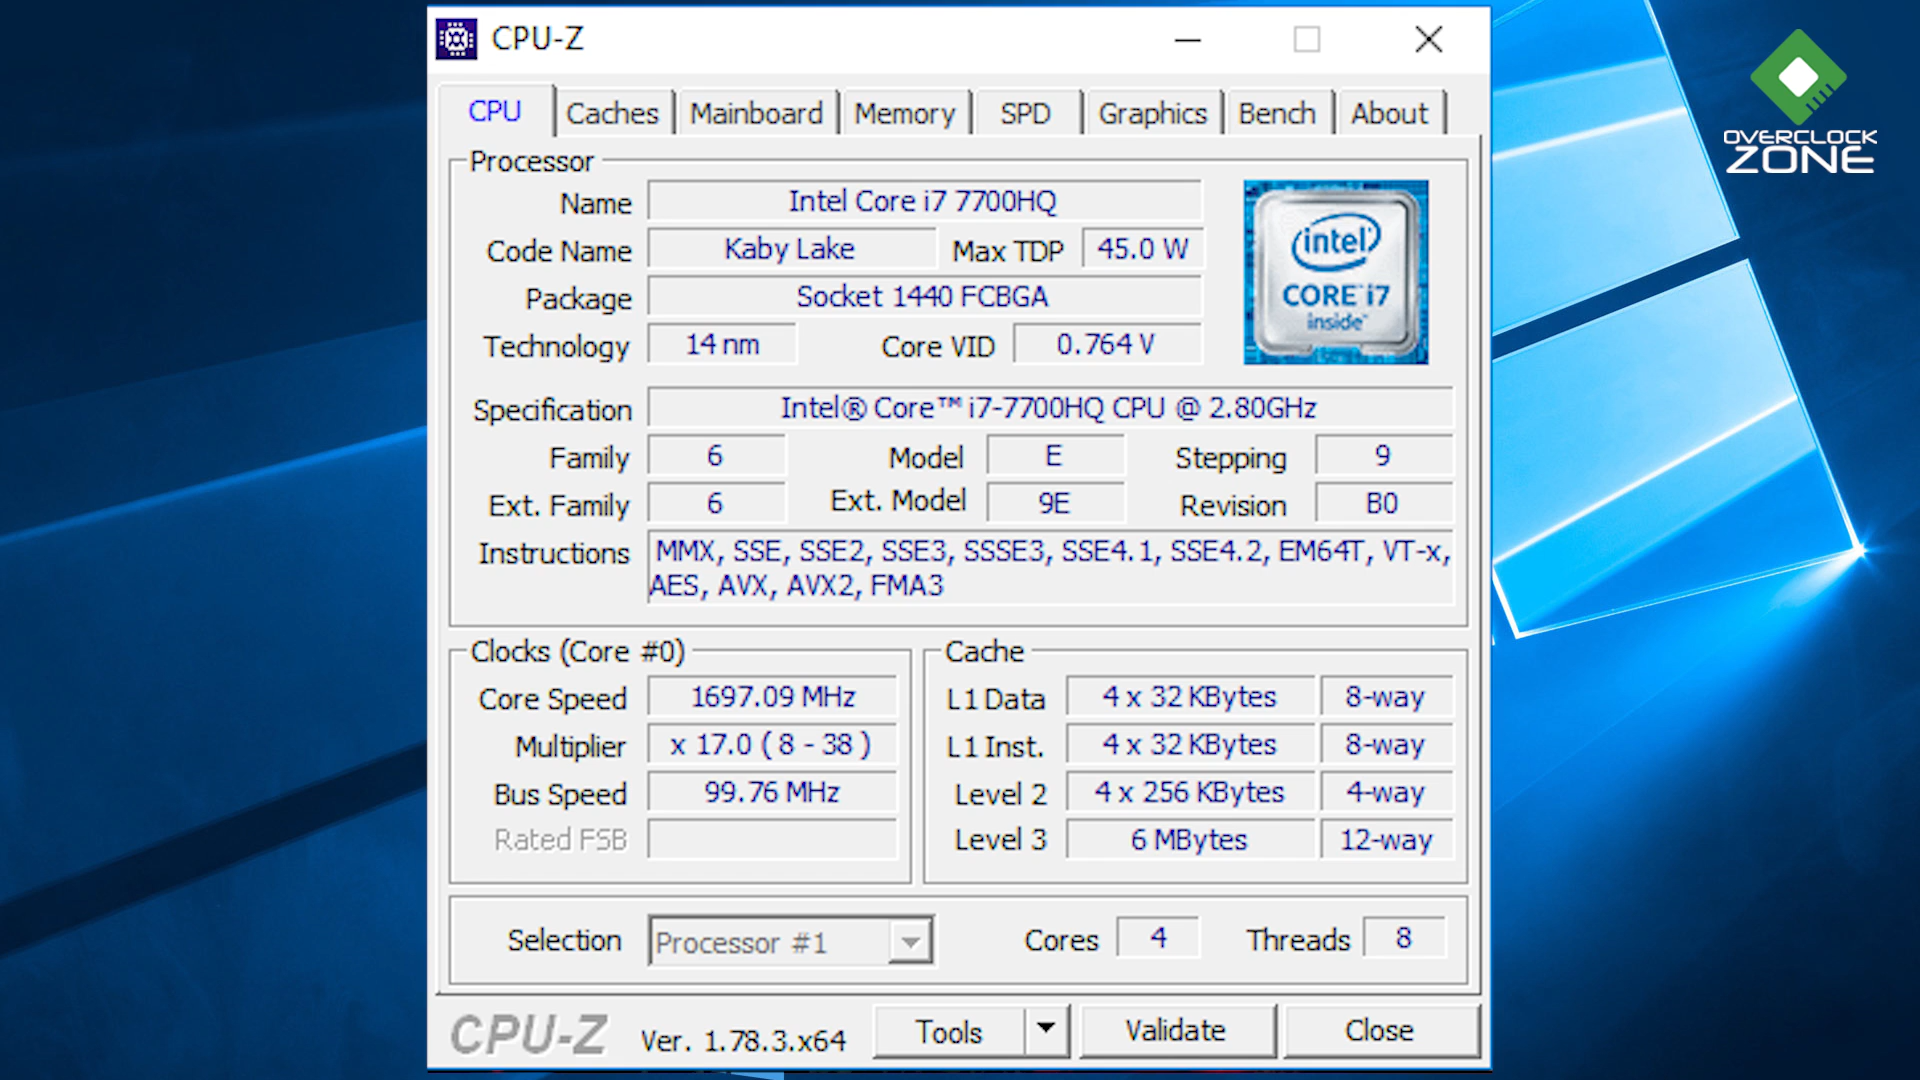 CPU-Z
CPU Caches Mainboard Memory SPD Graphics Bench About
OVERCLOCK
ZONE
Processor
Name Intel Core i7 7700HQ
Code Name Kaby Lake Max TDP 45.0 W
Package Socket 1440 FCBGA
Technology 14 nm Core VID 0.764 V
intel
CORE™ i7
inside™
Specification Intel® Core™ i7-7700HQ CPU @ 2.80GHz
Family 6 Model E Stepping 9
Ext. Family 6 Ext. Model 9E Revision B0
Instructions MMX, SSE, SSE2, SSE3, SSSE3, SSE4.1, SSE4.2, EM64T, VT-x,
AES, AVX, AVX2, FMA3
Clocks (Core #0)
Core Speed 1697.09 MHz
Multiplier x 17.0 ( 8 - 38 )
Bus Speed 99.76 MHz
Rated FSB
Cache
L1 Data 4 x 32 KBytes 8-way
L1 Inst. 4 x 32 KBytes 8-way
Level 2 4 x 256 KBytes 4-way
Level 3 6 MBytes 12-way
Selection Processor #1 Cores 4 Threads 8
CPU-Z Ver. 1.78.3.x64 Tools Validate Close